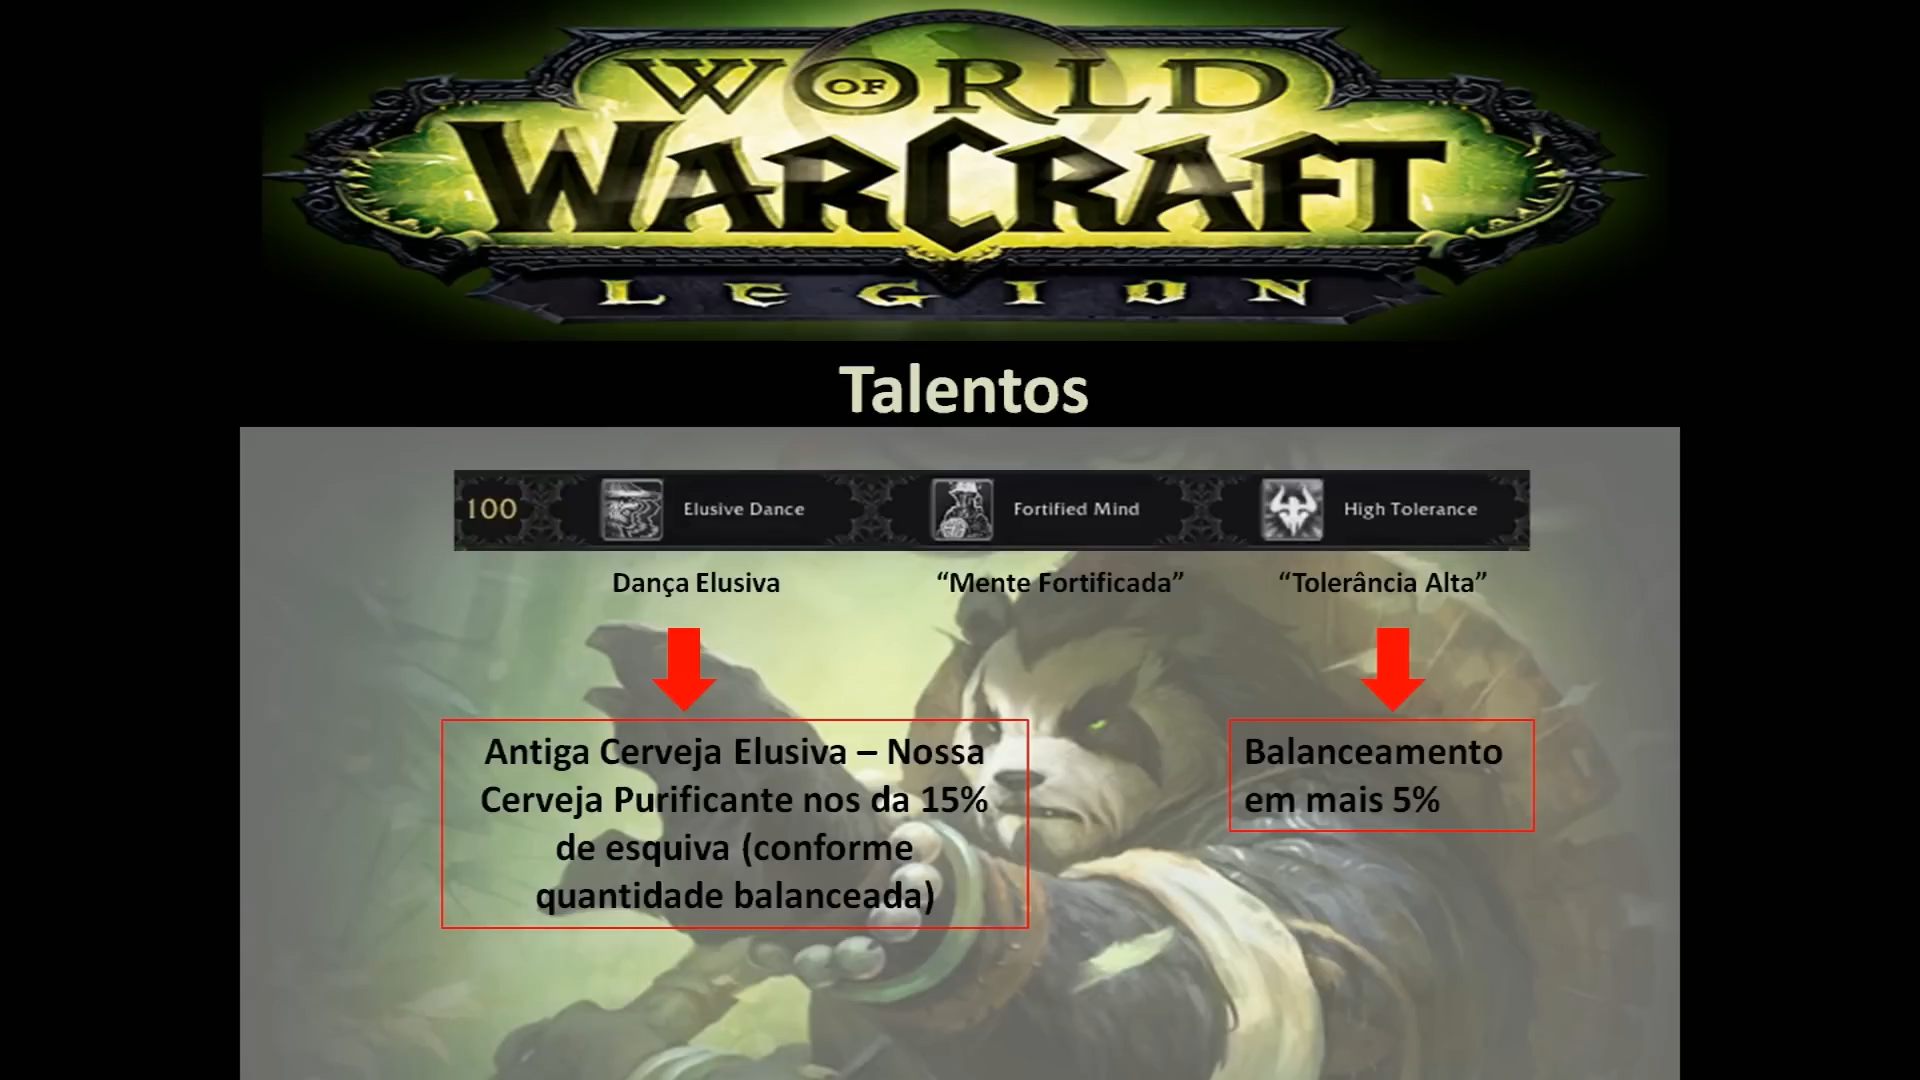 WORLD OF
WARCRAFT
LEGION
Talentos
100 Elusive Dance Fortified Mind High Tolerance
Dança Elusiva “Mente Fortificada” “Tolerância Alta”
Antiga Cerveja Elusiva – Nossa
Cerveja Purificante nos da 15%
de esquiva (conforme
quantidade balanceada)
Balanceamento
em mais 5%